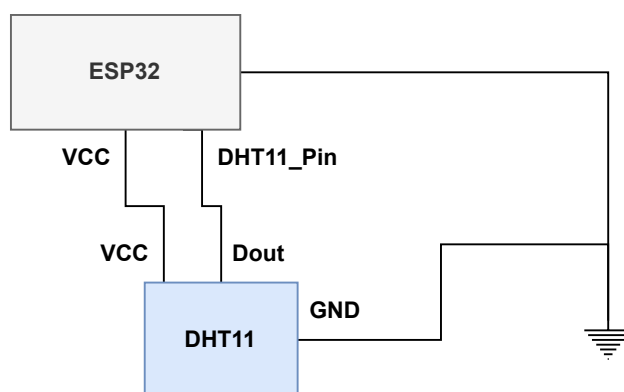 ESP32
VCC
DHT11_Pin
VCC
Dout
GND
DHT11